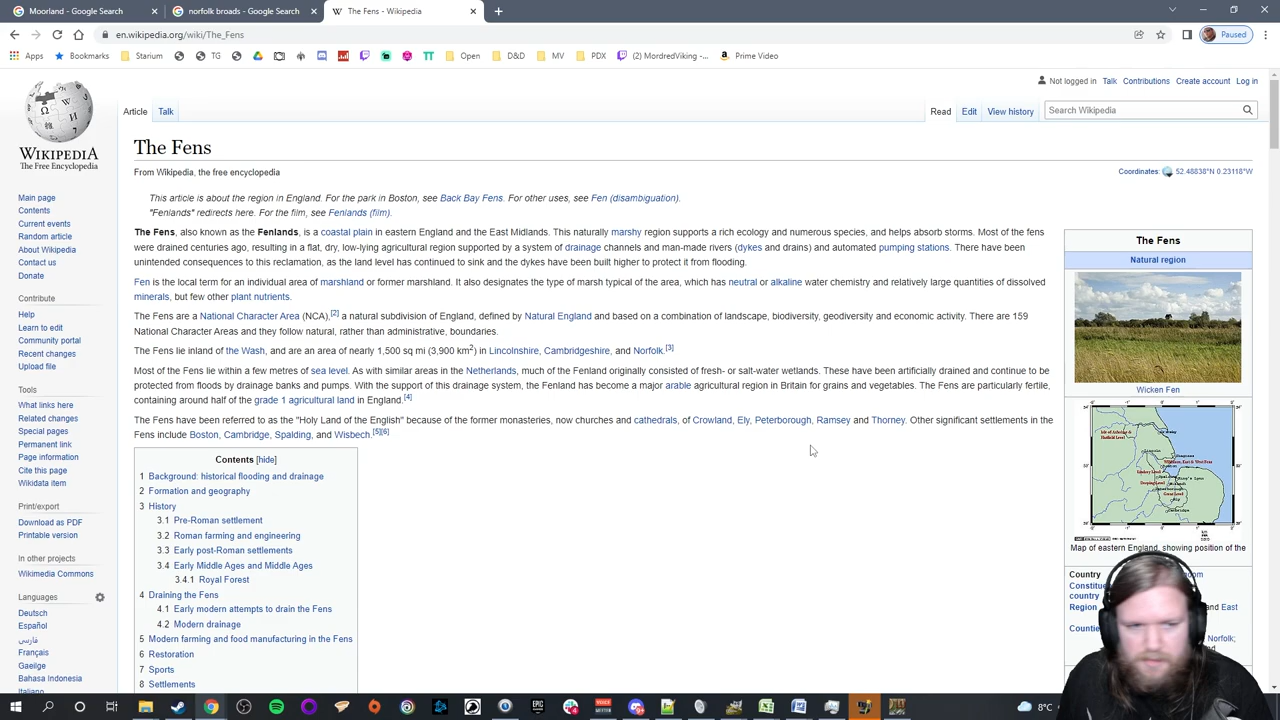 Moorland - Google Search
norfolk broads - Google Search
The Fens - Wikipedia
en.wikipedia.org/wiki/The_Fens
Paused
Apps
Bookmarks
Starium
TG
Open
D&D
MV
PDX
(2) MordredViking -...
Prime Video
Not logged in Talk Contributions Create account Log in
Article Talk
Read Edit View history Search Wikipedia
WIKIPEDIA
The Free Encyclopedia
Main page
Contents
Current events
Random article
About Wikipedia
Contact us
Donate
Contribute
Help
Learn to edit
Community portal
Recent changes
Upload file
Tools
What links here
Related changes
Special pages
Permanent link
Page information
Cite this page
Wikidata item
Print/export
Download as PDF
Printable version
In other projects
Wikimedia Commons
Languages
Deutsch
Español
فارسی
Français
Gaeilge
Bahasa Indonesia
Italiano
The Fens
From Wikipedia, the free encyclopedia
Coordinates: 52.48838°N 0.23118°W
This article is about the region in England. For the park in Boston, see Back Bay Fens. For other uses, see Fen (disambiguation).
"Fenlands" redirects here. For the film, see Fenlands (film).
The Fens, also known as the Fenlands, is a coastal plain in eastern England and the East Midlands. This naturally marshy region supports a rich ecology and numerous species, and helps absorb storms. Most of the fens
were drained centuries ago, resulting in a flat, dry, low-lying agricultural region supported by a system of drainage channels and man-made rivers (dykes and drains) and automated pumping stations. There have been
unintended consequences to this reclamation, as the land level has continued to sink and the dykes have been built higher to protect it from flooding.
Fen is the local term for an individual area of marshland or former marshland. It also designates the type of marsh typical of the area, which has neutral or alkaline water chemistry and relatively large quantities of dissolved
minerals, but few other plant nutrients.
The Fens are a National Character Area (NCA),[2] a natural subdivision of England, defined by Natural England and based on a combination of landscape, biodiversity, geodiversity and economic activity. There are 159
National Character Areas and they follow natural, rather than administrative, boundaries.
The Fens lie inland of the Wash, and are an area of nearly 1,500 sq mi (3,900 km2) in Lincolnshire, Cambridgeshire, and Norfolk.[3]
Most of the Fens lie within a few metres of sea level. As with similar areas in the Netherlands, much of the Fenland originally consisted of fresh- or salt-water wetlands. These have been artificially drained and continue to be
protected from floods by drainage banks and pumps. With the support of this drainage system, the Fenland has become a major arable agricultural region in Britain for grains and vegetables. The Fens are particularly fertile,
containing around half of the grade 1 agricultural land in England.[4]
The Fens have been referred to as the "Holy Land of the English" because of the former monasteries, now churches and cathedrals, of Crowland, Ely, Peterborough, Ramsey and Thorney. Other significant settlements in the
Fens include Boston, Cambridge, Spalding, and Wisbech.[5][6]
Contents [hide]
1 Background: historical flooding and drainage
2 Formation and geography
3 History
3.1 Pre-Roman settlement
3.2 Roman farming and engineering
3.3 Early post-Roman settlements
3.4 Early Middle Ages and Middle Ages
3.4.1 Royal Forest
4 Draining the Fens
4.1 Early modern attempts to drain the Fens
4.2 Modern drainage
5 Modern farming and food manufacturing in the Fens
6 Restoration
7 Sports
8 Settlements
The Fens
Natural region
Wicken Fen
Map of eastern England, showing position of the
Country
country
Region
and East
Norfolk;
8°C